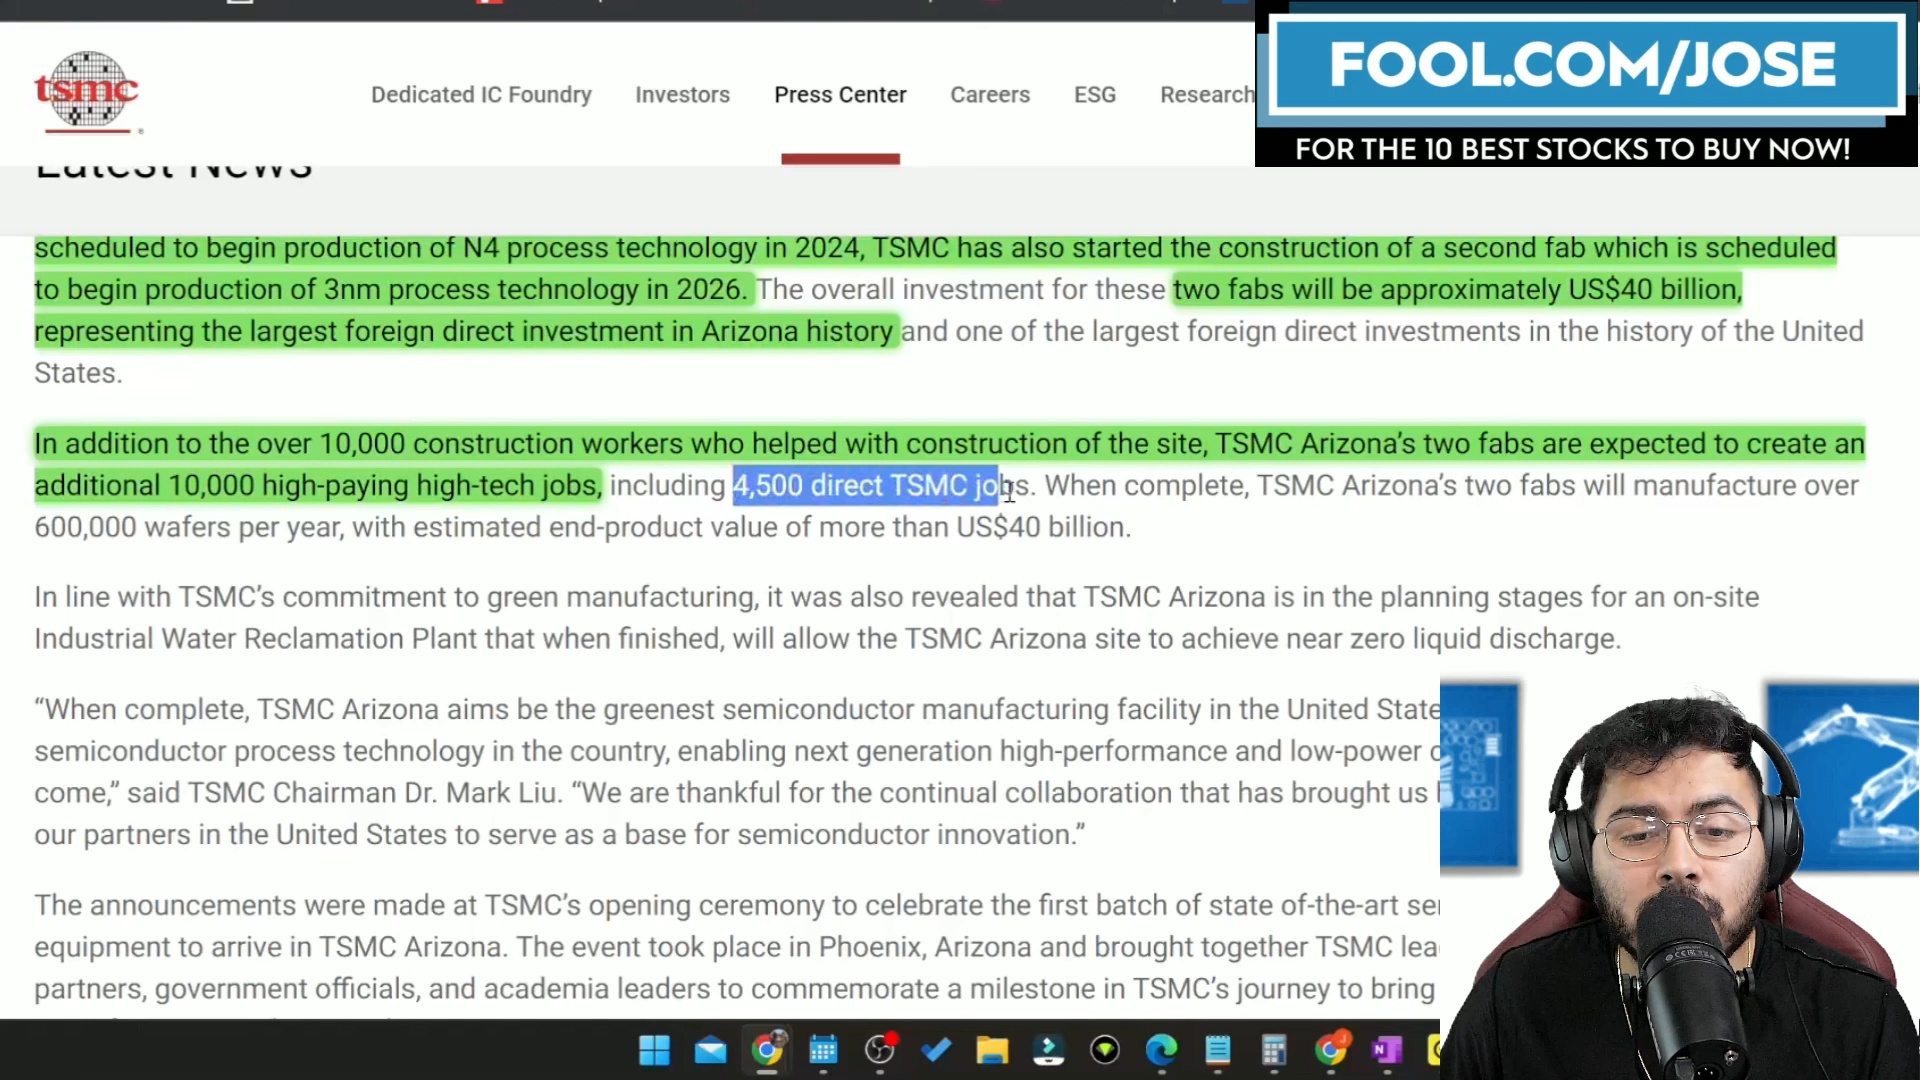 tsmc
Dedicated IC Foundry Investors Press Center Careers ESG Research
FOOL.COM/JOSE
FOR THE 10 BEST STOCKS TO BUY NOW!
Latest News
scheduled to begin production of N4 process technology in 2024, TSMC has also started the construction of a second fab which is scheduled
to begin production of 3nm process technology in 2026. The overall investment for these two fabs will be approximately US$40 billion,
representing the largest foreign direct investment in Arizona history and one of the largest foreign direct investments in the history of the United
States.
In addition to the over 10,000 construction workers who helped with construction of the site, TSMC Arizona’s two fabs are expected to create an
additional 10,000 high-paying high-tech jobs, including 4,500 direct TSMC jobs. When complete, TSMC Arizona’s two fabs will manufacture over
600,000 wafers per year, with estimated end-product value of more than US$40 billion.
In line with TSMC’s commitment to green manufacturing, it was also revealed that TSMC Arizona is in the planning stages for an on-site
Industrial Water Reclamation Plant that when finished, will allow the TSMC Arizona site to achieve near zero liquid discharge.
“When complete, TSMC Arizona aims be the greenest semiconductor manufacturing facility in the United State
semiconductor process technology in the country, enabling next generation high-performance and low-power
come,” said TSMC Chairman Dr. Mark Liu. “We are thankful for the continual collaboration that has brought us
our partners in the United States to serve as a base for semiconductor innovation.”
The announcements were made at TSMC’s opening ceremony to celebrate the first batch of state of-the-art se
equipment to arrive in TSMC Arizona. The event took place in Phoenix, Arizona and brought together TSMC lea
partners, government officials, and academia leaders to commemorate a milestone in TSMC’s journey to bring